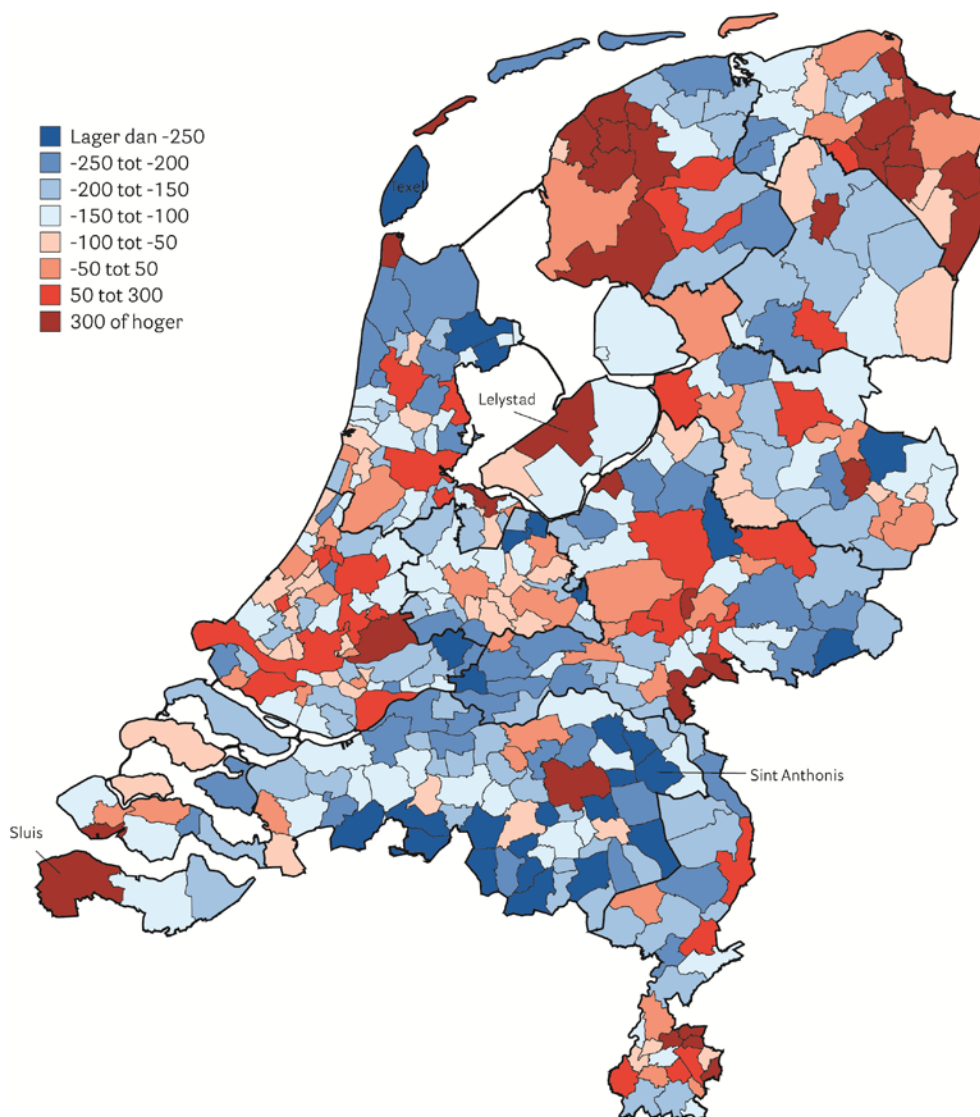 Lager dan -250
-250 tot -200
-200 tot -150
-150 tot -100
-100 tot -50
-50 tot 50
50 tot 300
300 of hoger
Texel
Lelystad
Sint Anthonis
Sluis